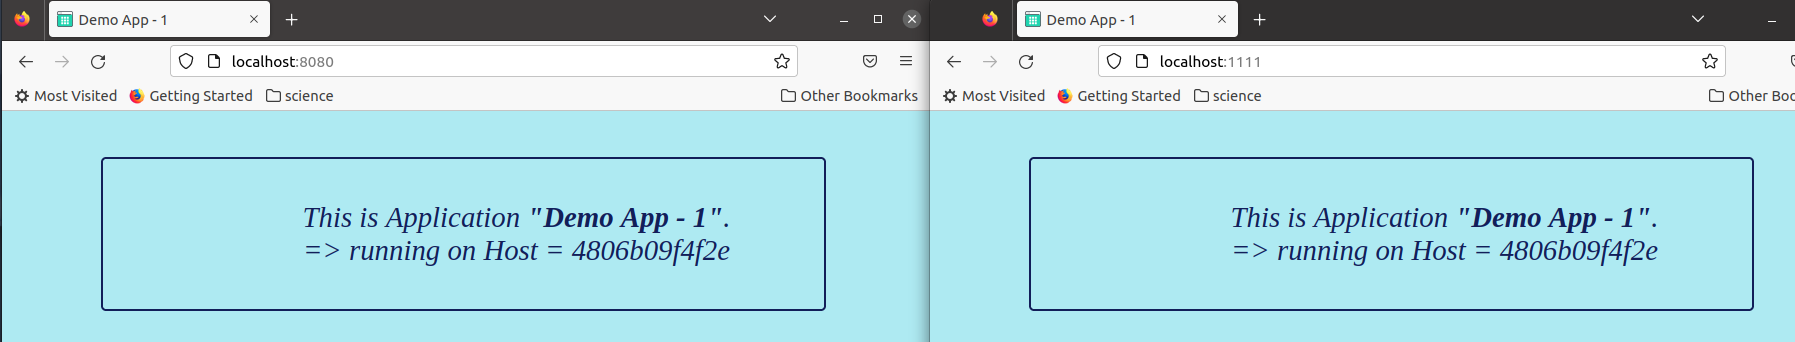 Demo App - 1
localhost:8080
Most Visited Getting Started science Other Bookmarks
This is Application "Demo App - 1".
=> running on Host = 4806b09f4f2e
Demo App - 1
localhost:1111
Most Visited Getting Started science Other Boo
This is Application "Demo App - 1".
=> running on Host = 4806b09f4f2e